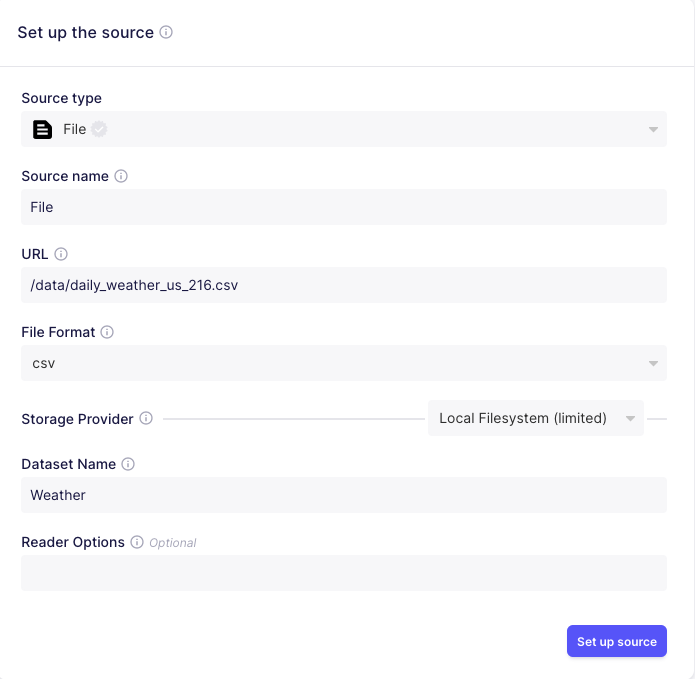 Set up the source
Source type
File
Source name
File
URL
/data/daily_weather_us_216.csv
File Format
csv
Storage Provider
Local Filesystem (limited)
Dataset Name
Weather
Reader Options Optional
Set up source